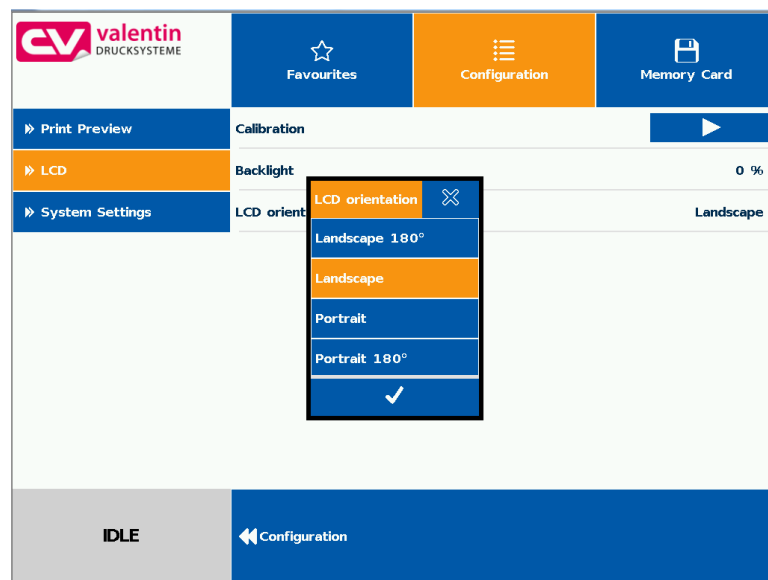 valentin
DRUCKSYSTEME
Favourites
Configuration
Memory Card
Print Preview
Calibration
LCD
Backlight
0 %
System Settings
LCD orient
Landscape
LCD orientation
Landscape 180°
Landscape
Portrait
Portrait 180°
IDLE
Configuration